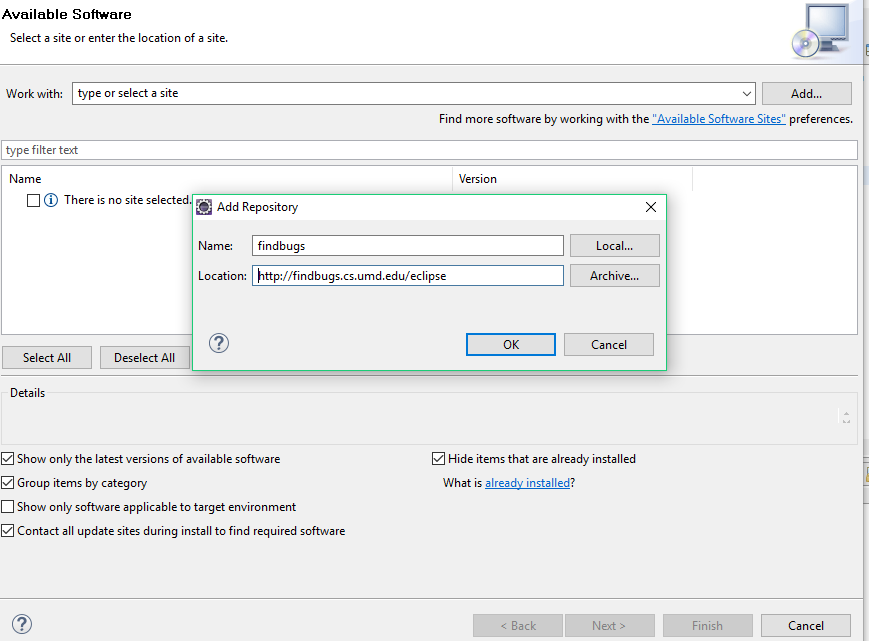 Available Software
Select a site or enter the location of a site.
Work with: type or select a site Add...
Find more software by working with the "Available Software Sites" preferences.
type filter text
Name Version
There is no site selected.
Add Repository
Name: findbugs Local...
Location: http://findbugs.cs.umd.edu/eclipse Archive...
OK Cancel
Select All Deselect All
Details
Show only the latest versions of available software Hide items that are already installed
Group items by category What is already installed?
Show only software applicable to target environment
Contact all update sites during install to find required software
< Back Next > Finish Cancel